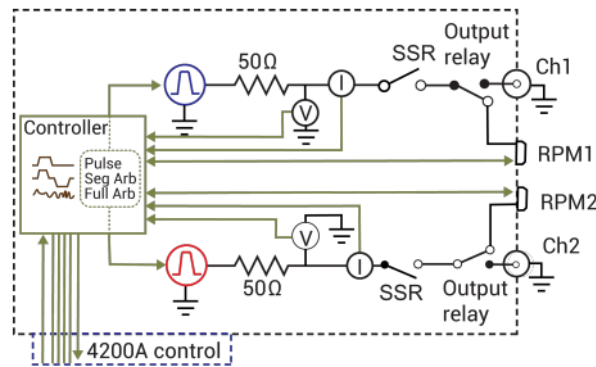 Output
relay
SSR
50Ω
Ch1
I
V
Controller
Pulse
Seg Arb
Full Arb
RPM1
RPM2
V
Ch2
I
50Ω
SSR
Output
relay
4200A control